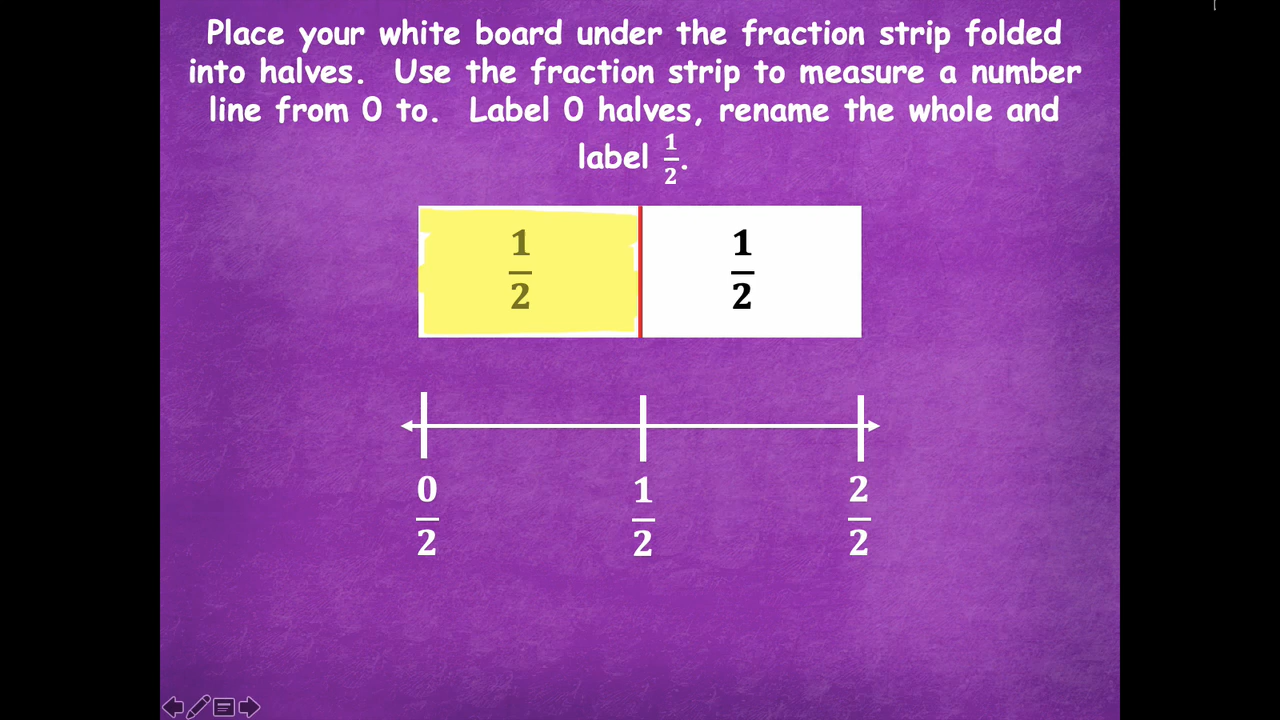 Place your white board under the fraction strip folded
into halves.  Use the fraction strip to measure a number
line from 0 to.  Label 0 halves, rename the whole and
label 1/2.
1/2 1/2
0/2 1/2 2/2